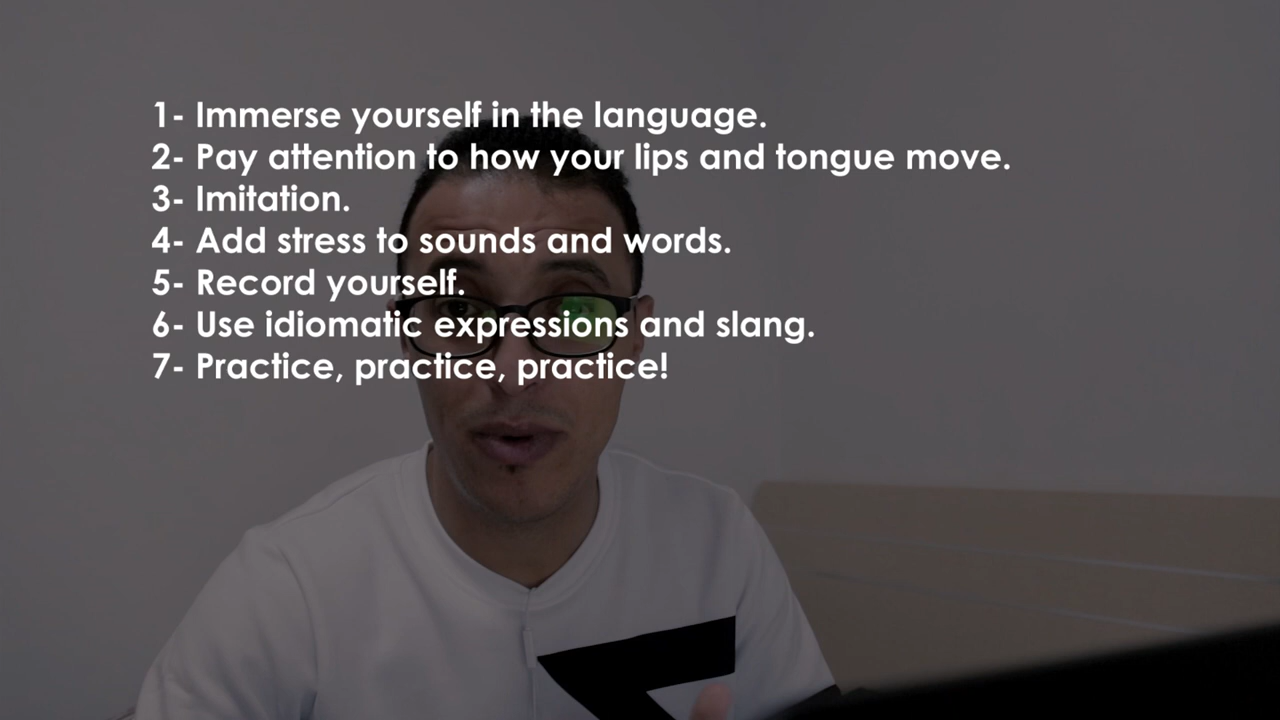 1- Immerse yourself in the language.
2- Pay attention to how your lips and tongue move.
3- Imitation.
4- Add stress to sounds and words.
5- Record yourself.
6- Use idiomatic expressions and slang.
7- Practice, practice, practice!